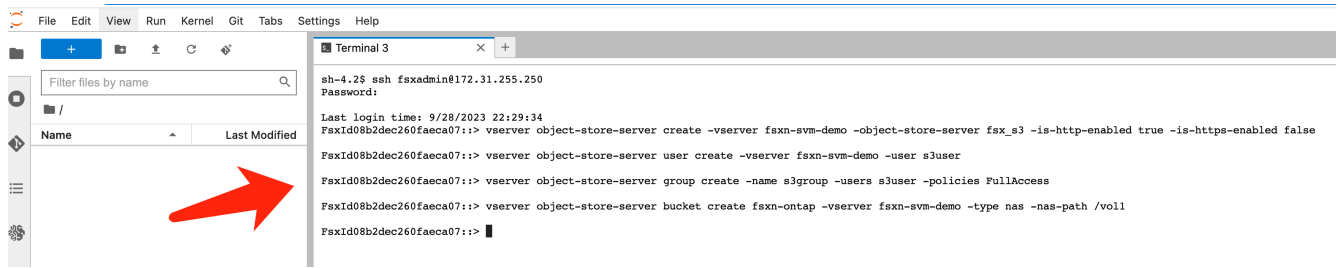 File Edit View Run Kernel Git Tabs Settings Help
Terminal 3
Filter files by name
/
Name Last Modified
sh-4.2$ ssh fsxadmin@172.31.255.250
Password:
Last login time: 9/28/2023 22:29:34
FsxId08b2dec260faeca07::> vserver object-store-server create -vserver fsxn-svm-demo -object-store-server fsx_s3 -is-http-enabled true -is-https-enabled false
FsxId08b2dec260faeca07::> vserver object-store-server user create -vserver fsxn-svm-demo -user s3user
FsxId08b2dec260faeca07::> vserver object-store-server group create -name s3group -users s3user -policies FullAccess
FsxId08b2dec260faeca07::> vserver object-store-server bucket create fsxn-ontap -vserver fsxn-svm-demo -type nas -nas-path /vol1
FsxId08b2dec260faeca07::>